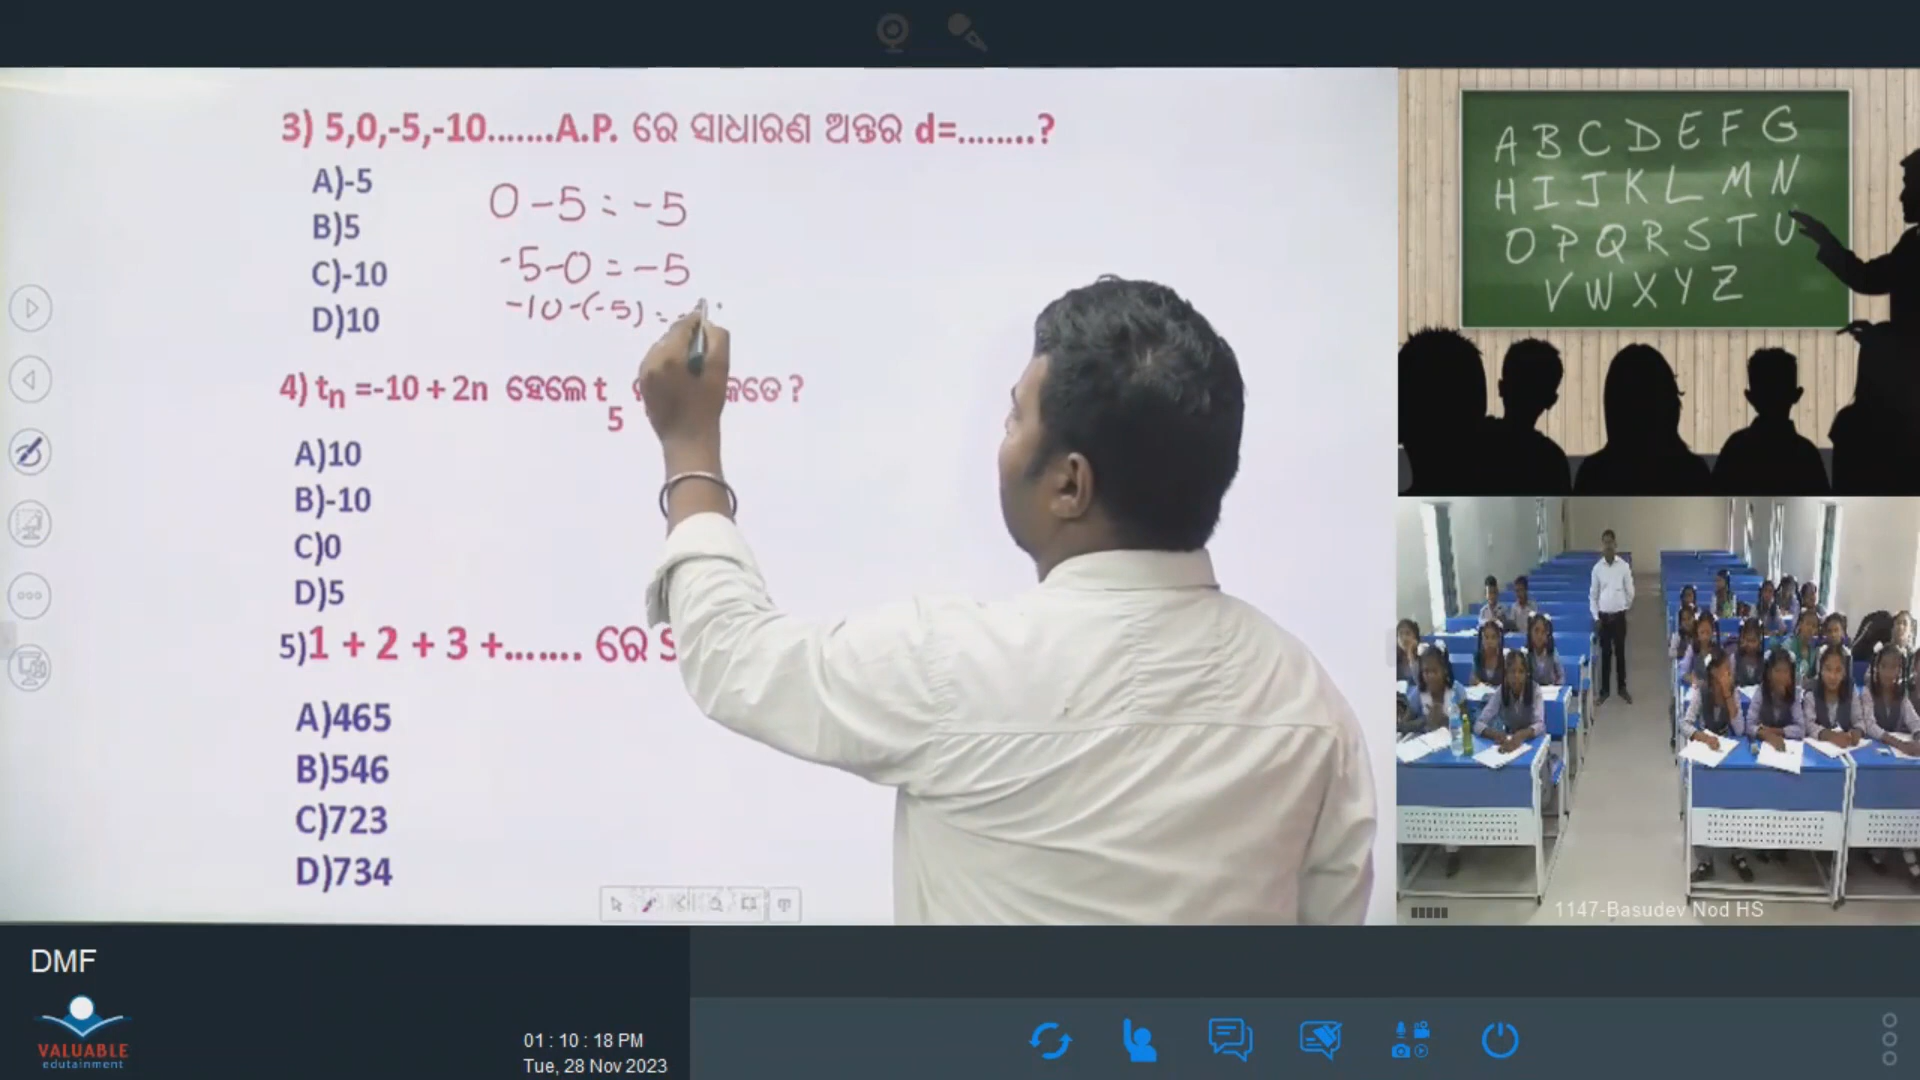 3) 5,0,-5,-10.......A.P. ରେ ସାଧାରଣ ଅନ୍ତର d=........?
A)-5
B)5
C)-10
D)10
0 - 5 = - 5
-5-0 = -5
-10-(-5) =
4) tn =-10 + 2n ହେଲେ t5 କେତେ ?
A)10
B)-10
C)0
D)5
5)1 + 2 + 3 +....... ରେ S
A)465
B)546
C)723
D)734
A B C D E F G
H I J K L M N
O P Q R S T U
V W X Y Z
1147-Basudev Nod HS
DMF
VALUABLE
edutainment
01 : 10 : 18 PM
Tue, 28 Nov 2023